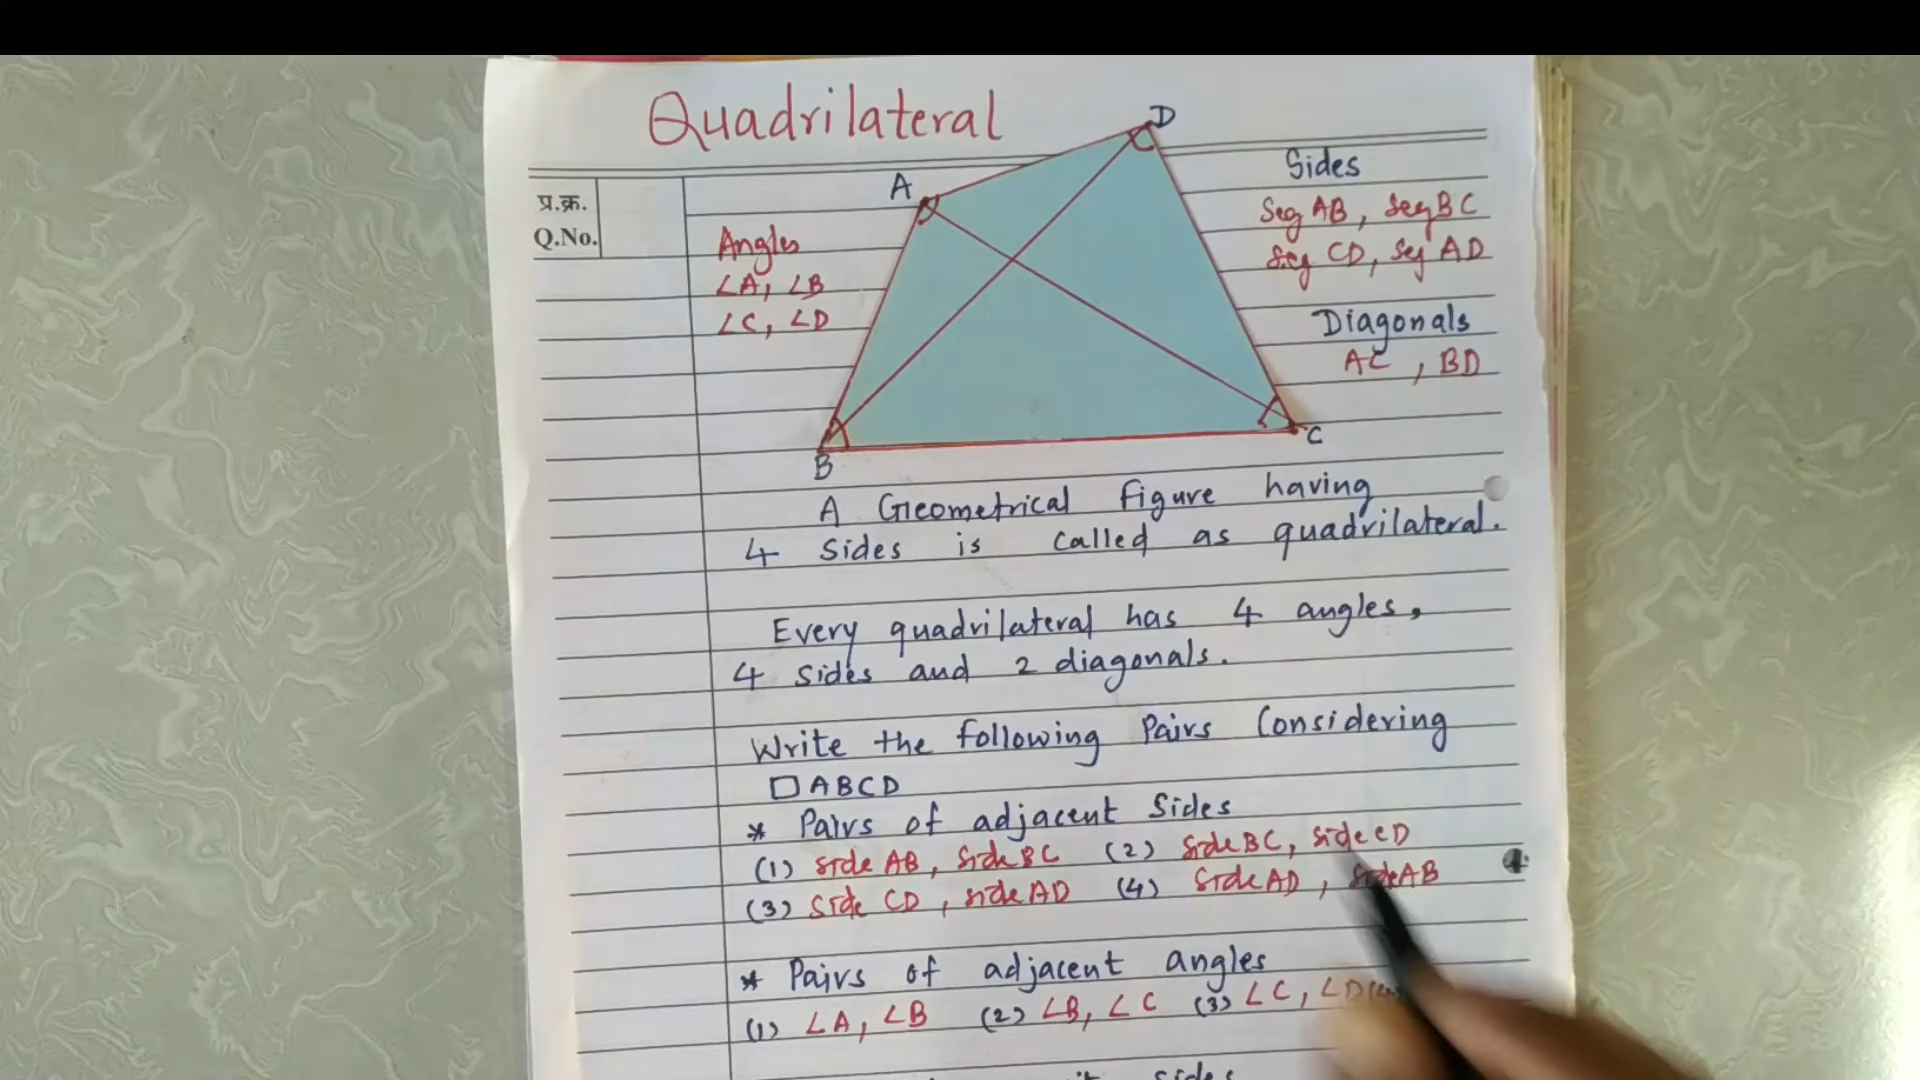 Quadrilateral
D
A
B
C
प्र.क्र.
Q.No.
Angles
∠A, ∠B
∠C, ∠D
Sides
Seg AB, seg BC
seg CD, seg AD
Diagonals
AC , BD
A Geometrical figure having
4 sides is called as quadrilateral.
Every quadrilateral has 4 angles,
4 sides and 2 diagonals.
Write the following Pairs Considering
□ABCD
* Pairs of adjacent Sides
(1) side AB, side BC (2) side BC, side CD
(3) side CD, side AD (4) side AD, side AB
* Pairs of adjacent angles
(1) ∠A, ∠B (2) ∠B, ∠C (3) ∠C, ∠D
sides